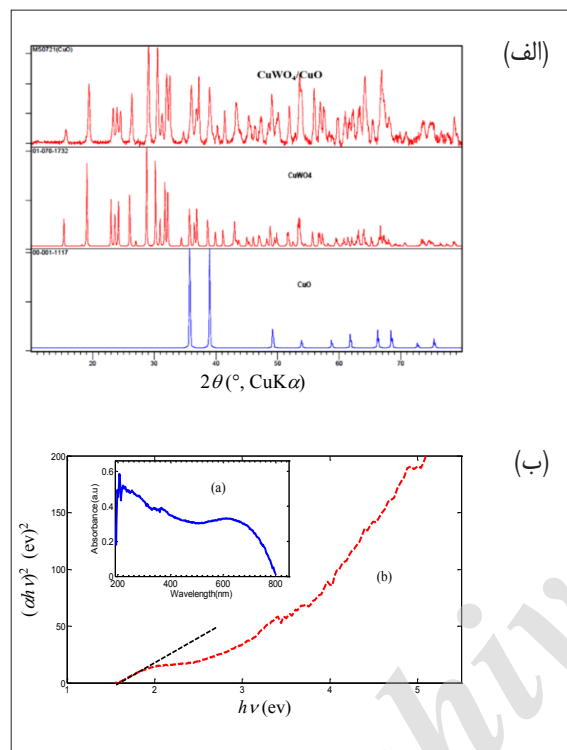 (الف)
MS0721(CuO)
CuWO₄/CuO
01-070-1732
CuWO4
00-001-1117
CuO
20 30 40 50 60 70
2θ (°, CuKα)
(ب)
200
150
100
50
0
(αhν)² (ev)²
1 2 3 4 5
hν (ev)
(a)
0.6
0.4
0.2
0
Absorbance(a.u)
200 400 600 800
Wavelength(nm)
(b)
hiv